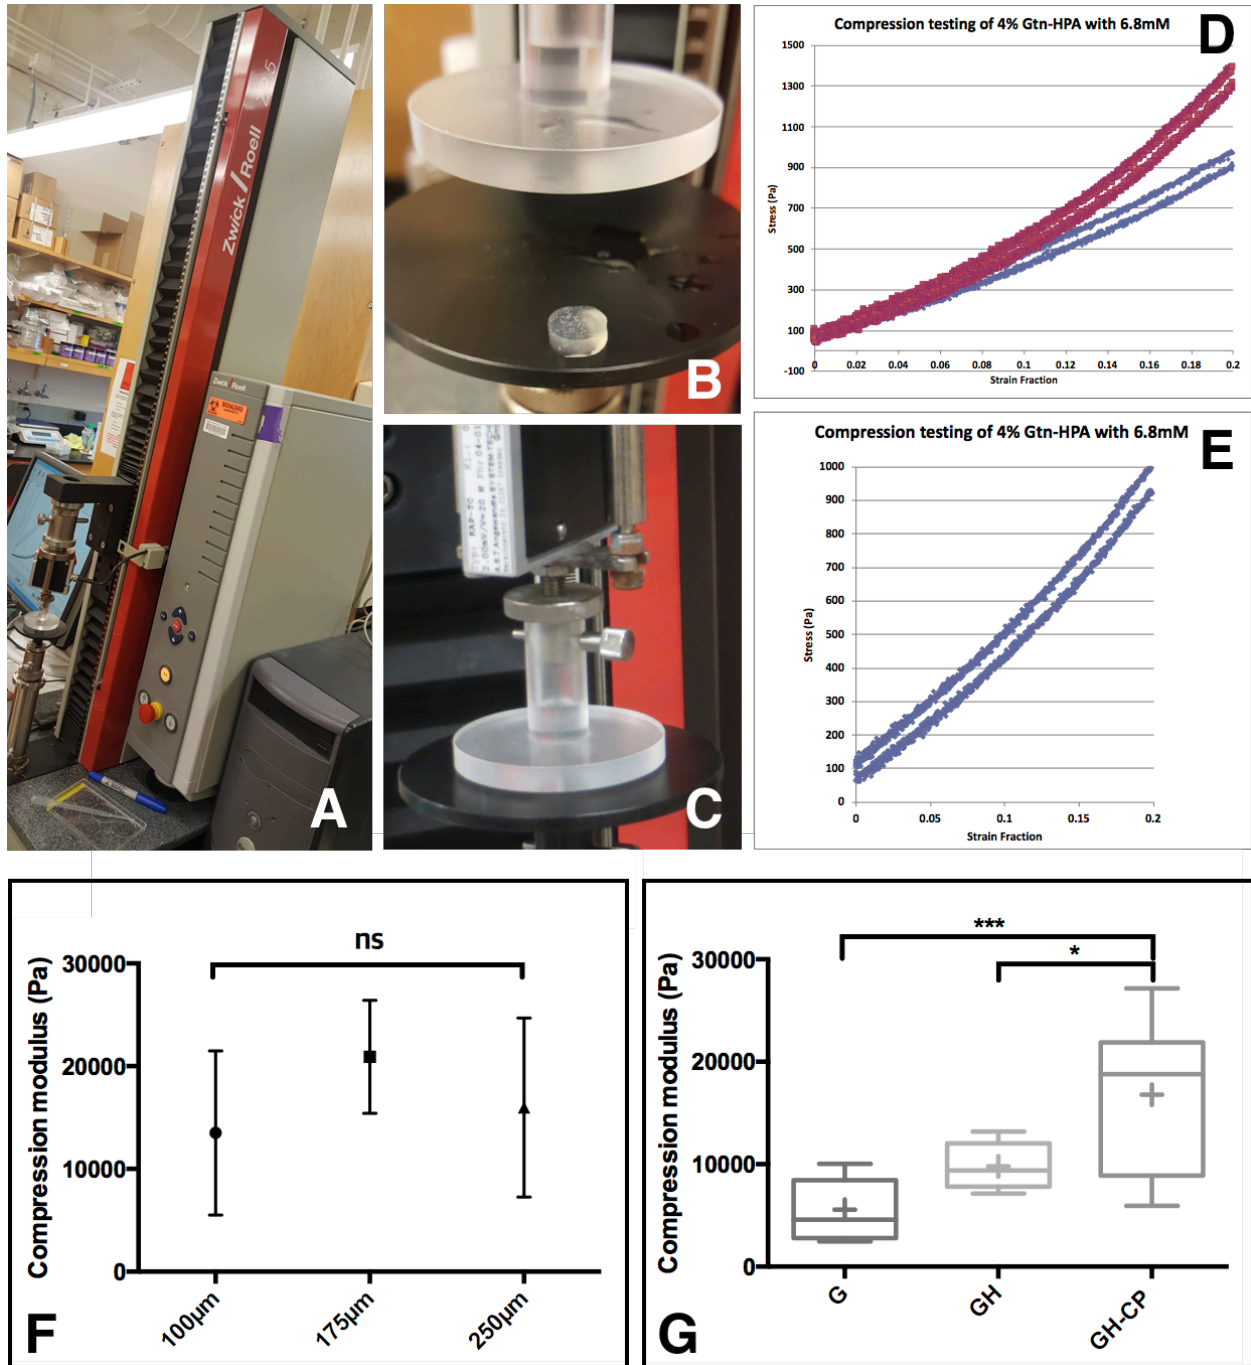 Zwick / Roell
Zwick / Roell
BIOHAZARD
A
B
C
Compression testing of 4% Gtn-HPA with 6.8mM
D
1500
1300
1100
900
700
500
300
100
-100
Stress (Pa)
0 0.02 0.04 0.06 0.08 0.1 0.12 0.14 0.16 0.18 0.2
Strain Fraction
Compression testing of 4% Gtn-HPA with 6.8mM
E
1000
900
800
700
600
500
400
300
200
100
0
Stress (Pa)
0 0.05 0.1 0.15 0.2
Strain Fraction
ns
30000
20000
10000
0
Compression modulus (Pa)
100µm
175µm
250µm
F
***
*
30000
20000
10000
0
Compression modulus (Pa)
G
GH
GH-CP
G